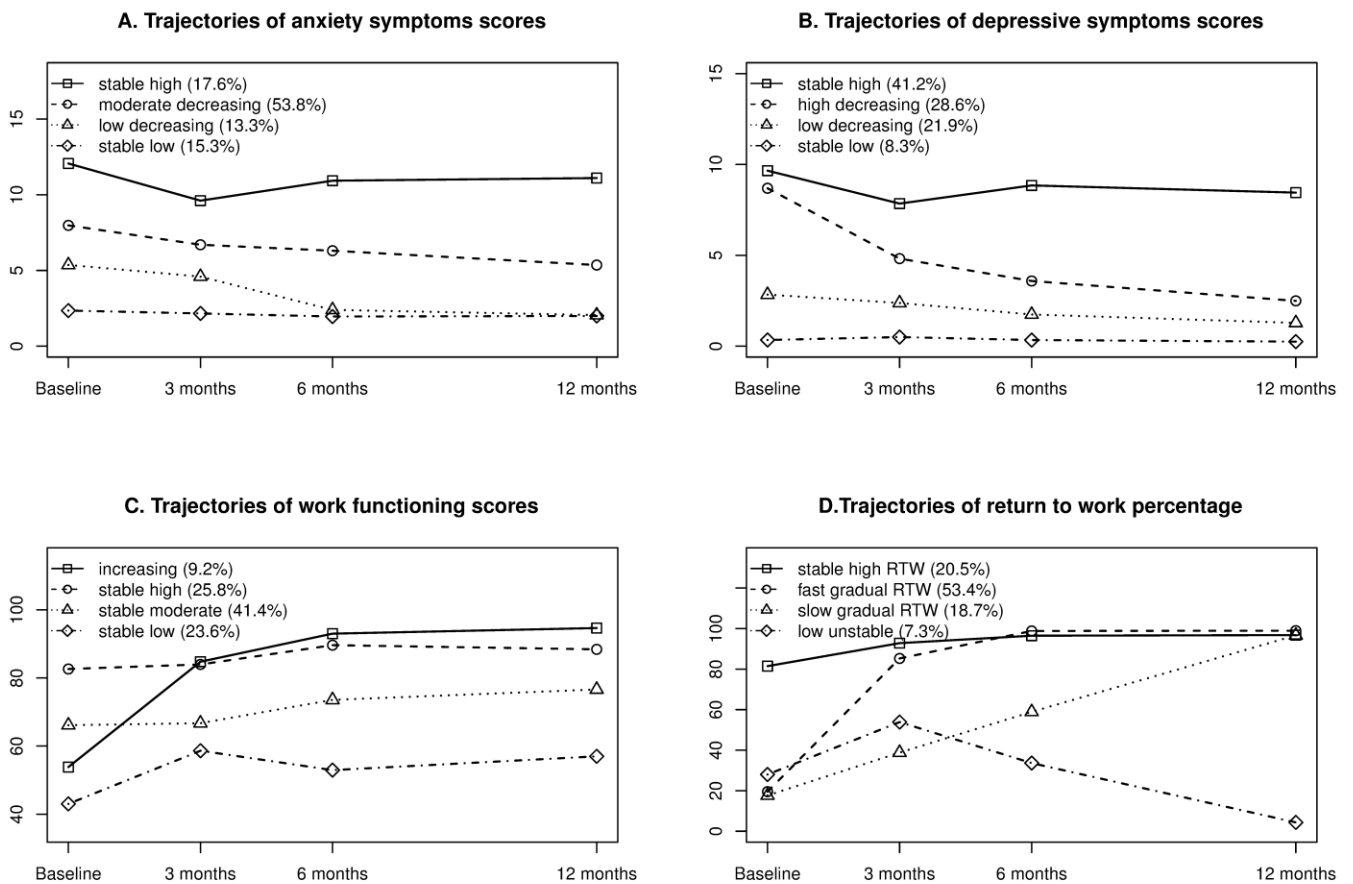 A. Trajectories of anxiety symptoms scores
stable high (17.6%)
moderate decreasing (53.8%)
low decreasing (13.3%)
stable low (15.3%)
15
10
5
0
Baseline 3 months 6 months 12 months
B. Trajectories of depressive symptoms scores
stable high (41.2%)
high decreasing (28.6%)
low decreasing (21.9%)
stable low (8.3%)
15
10
5
0
Baseline 3 months 6 months 12 months
C. Trajectories of work functioning scores
increasing (9.2%)
stable high (25.8%)
stable moderate (41.4%)
stable low (23.6%)
100
80
60
40
Baseline 3 months 6 months 12 months
D.Trajectories of return to work percentage
stable high RTW (20.5%)
fast gradual RTW (53.4%)
slow gradual RTW (18.7%)
low unstable (7.3%)
100
80
60
40
20
0
Baseline 3 months 6 months 12 months